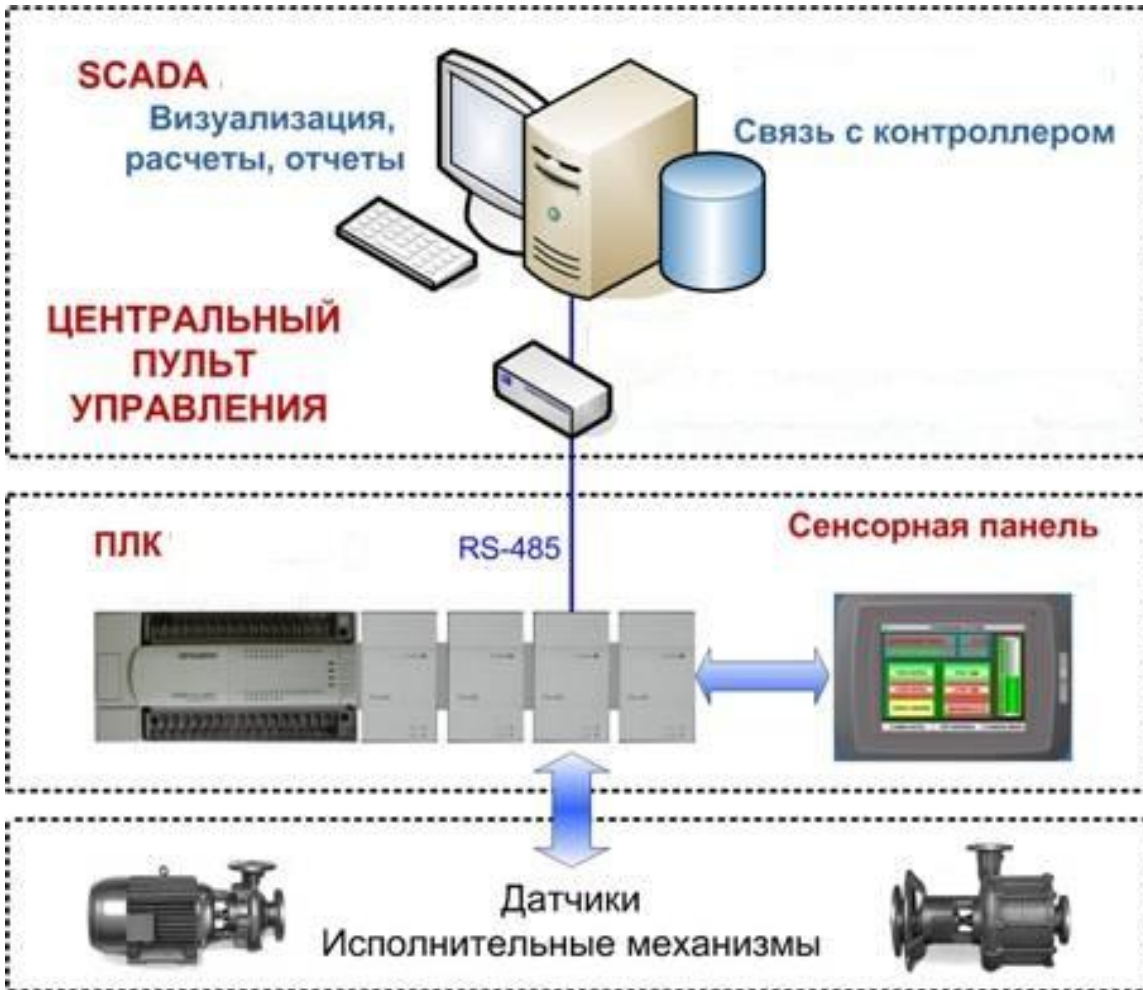 SCADA
Визуализация,
расчеты, отчеты
Связь с контроллером
ЦЕНТРАЛЬНЫЙ
ПУЛЬТ
УПРАВЛЕНИЯ
ПЛК
RS-485
Сенсорная панель
Датчики
Исполнительные механизмы